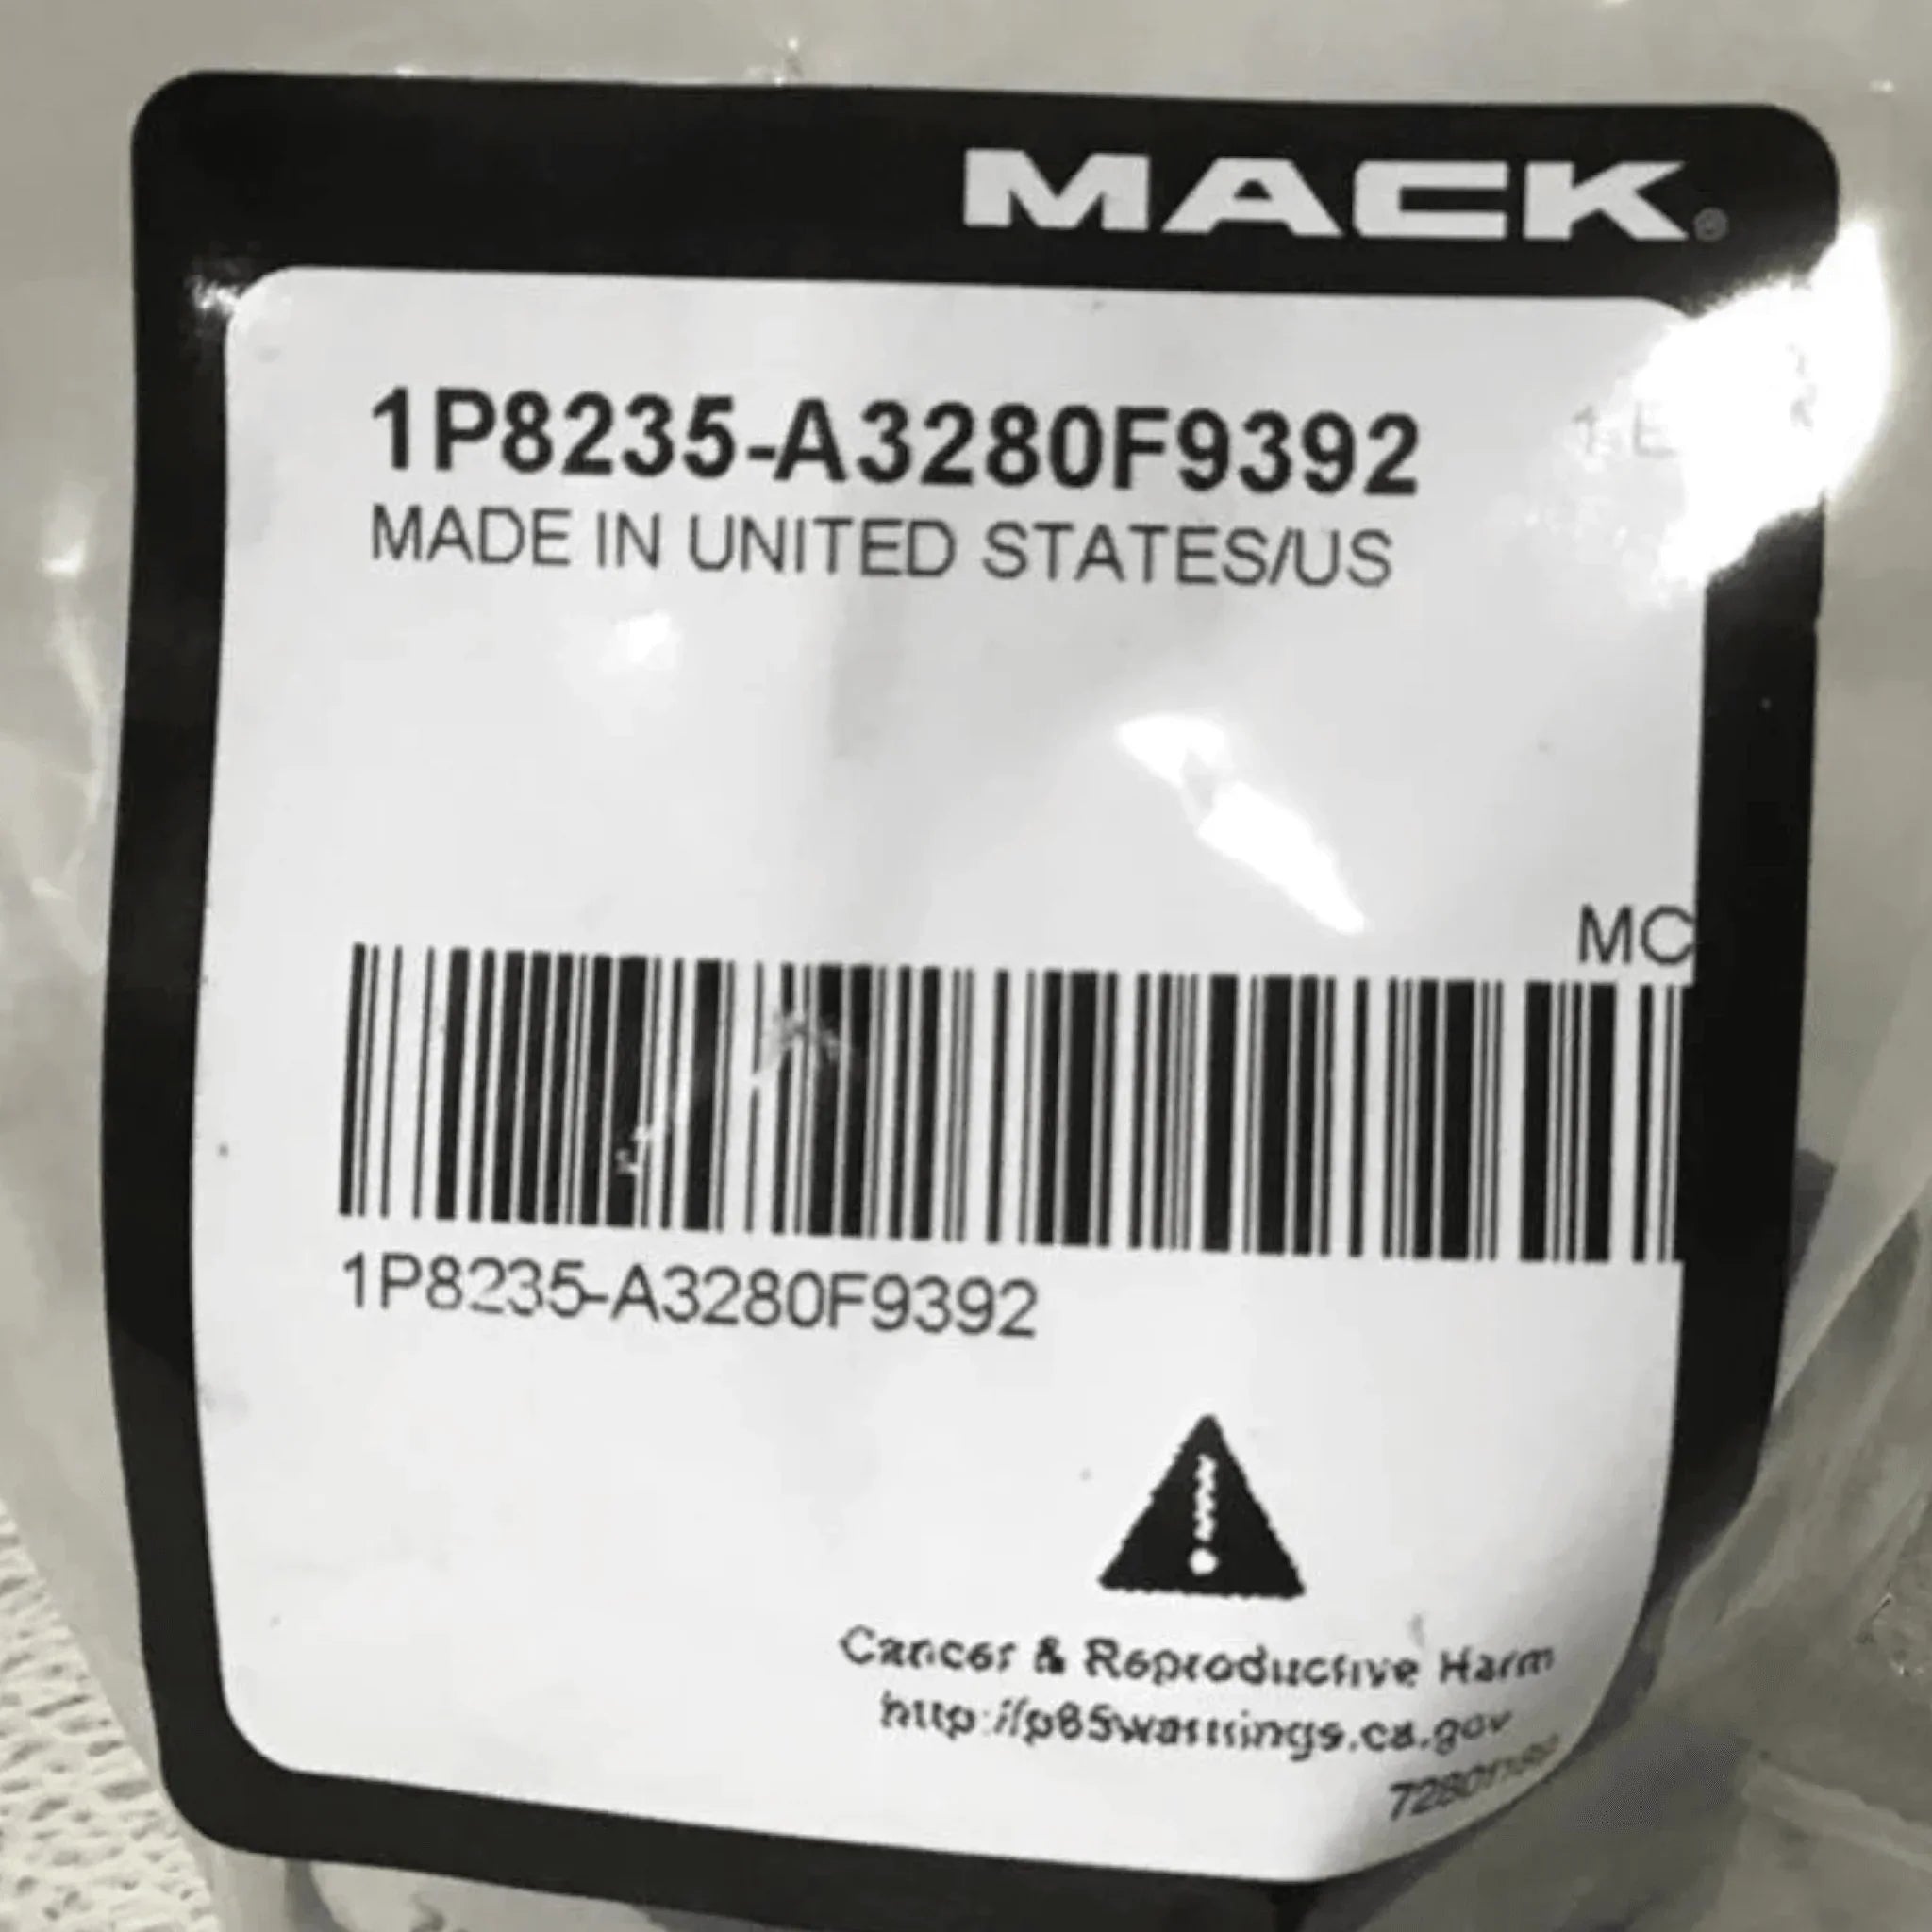 MACK®
1P8235-A3280F9392
MADE IN UNITED STATES/US
MC
1P8235-A3280F9392
Cancer & Reproductive Harm
http://p65warnings.ca.gov